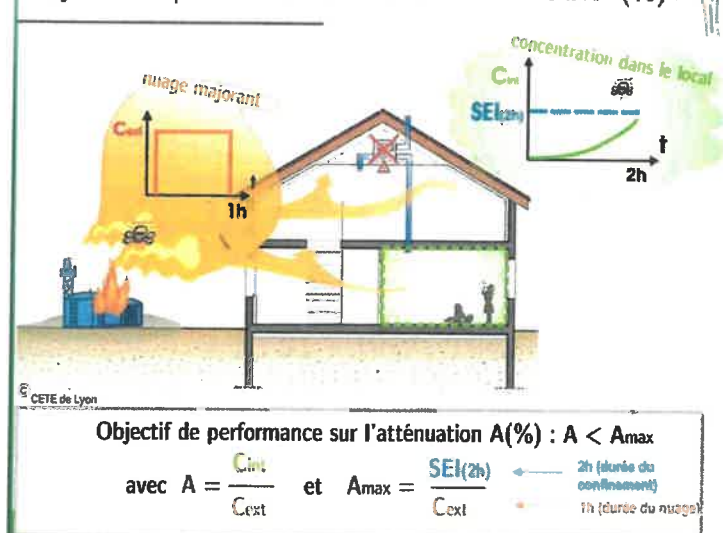 concentration dans le local
nuage majorant
Cint
SEI(2h)
t
2h
Cext
t
1h
© CETE de Lyon
Objectif de performance sur l'atténuation A(%) : A < Amax
avec A = Cint / Cext et Amax = SEI(2h) / Cext
2h (durée du
confinement)
1h (durée du nuage)